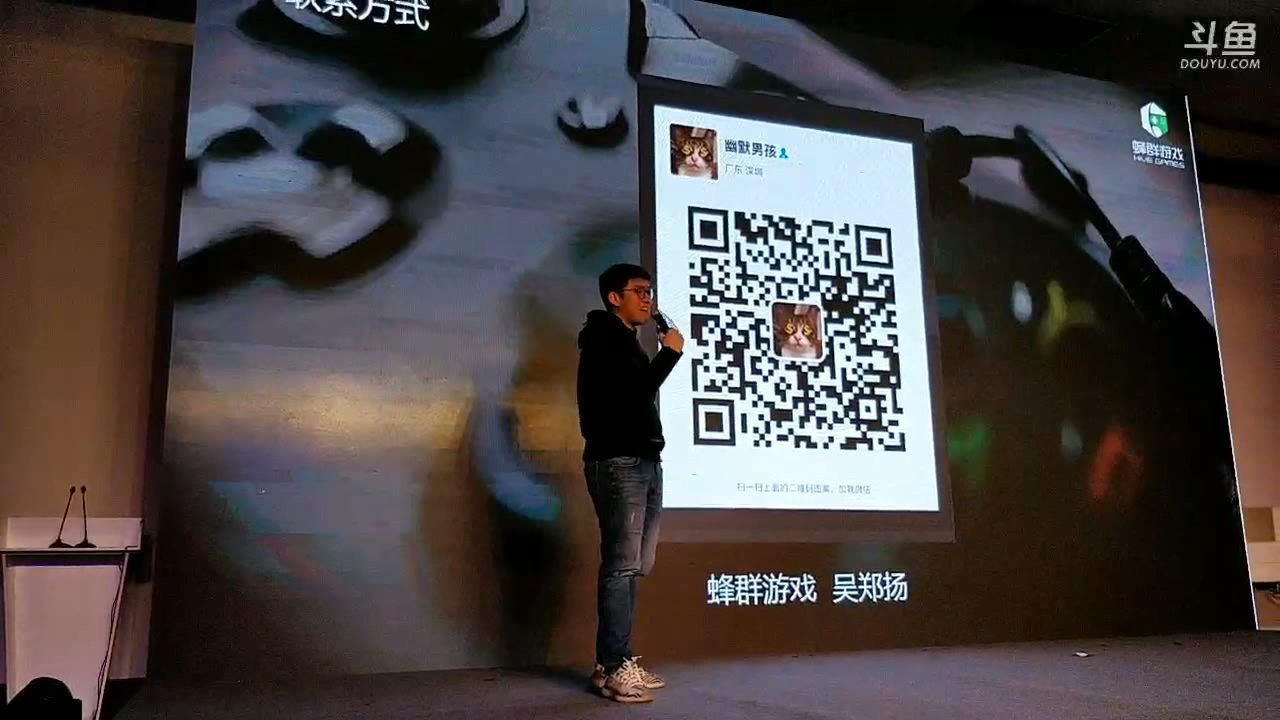 联系方式
斗鱼
DOUYU.COM
蜂群游戏
HIVE GAMES
幽默男孩
广东 深圳
扫一扫上面的二维码图案，加我微信
蜂群游戏 吴郑扬